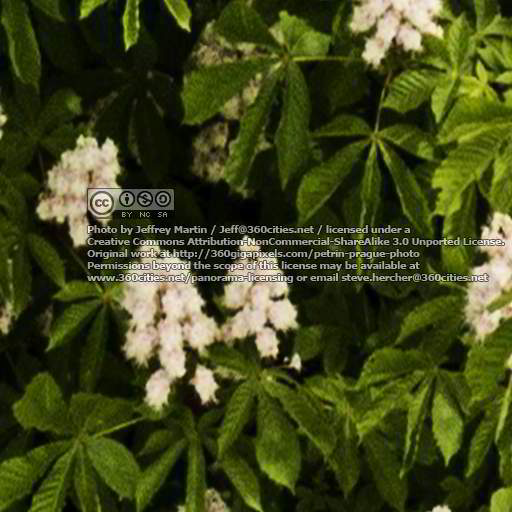 cc BY NC SA
Photo by Jeffrey Martin / Jeff@360cities.net / licensed under a
Creative Commons Attribution-NonCommercial-ShareAlike 3.0 Unported License.
Original work at http://360gigapixels.com/petrin-prague-photo
Permissions beyond the scope of this license may be available at
www.360cities.net/panorama-licensing or email steve.hercher@360cities.net